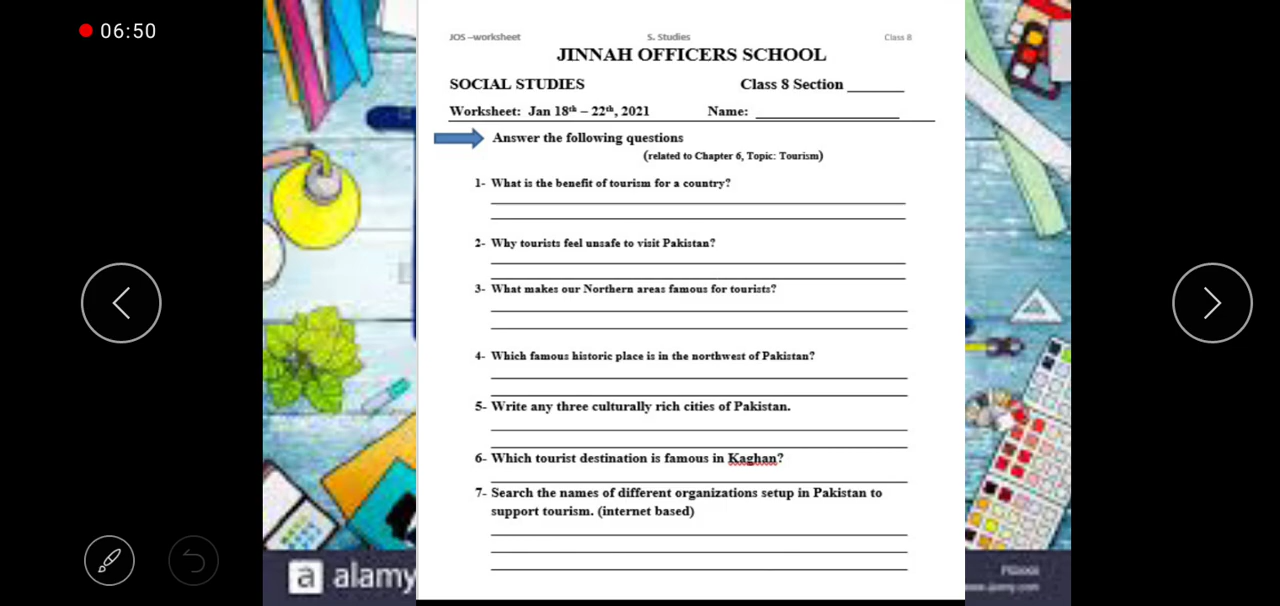 06:50
JOS –worksheet S. Studies Class 8
JINNAH OFFICERS SCHOOL
SOCIAL STUDIES Class 8 Section _______
Worksheet: Jan 18th – 22th, 2021 Name: ____________________
Answer the following questions
(related to Chapter 6, Topic: Tourism)
1- What is the benefit of tourism for a country?
2- Why tourists feel unsafe to visit Pakistan?
3- What makes our Northern areas famous for tourists?
4- Which famous historic place is in the northwest of Pakistan?
5- Write any three culturally rich cities of Pakistan.
6- Which tourist destination is famous in Kaghan?
7- Search the names of different organizations setup in Pakistan to
support tourism. (internet based)
a alamy